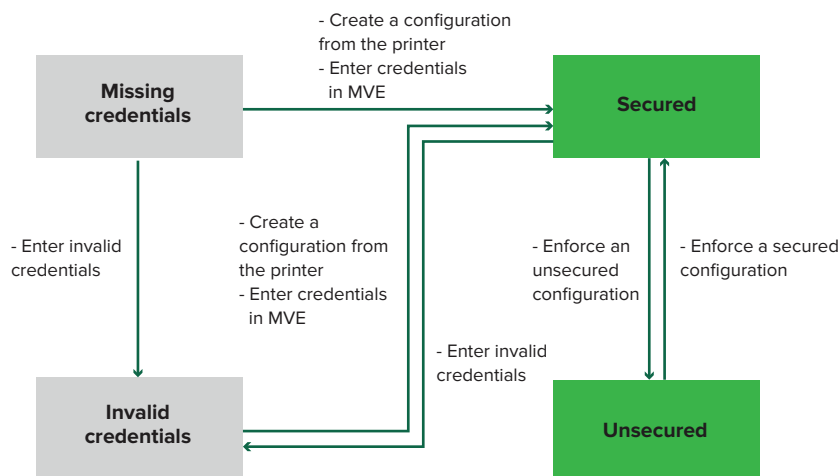 - Create a configuration
from the printer
- Enter credentials
in MVE
Missing
credentials
Secured
- Enter invalid
credentials
- Create a
configuration from
the printer
- Enter credentials
in MVE
- Enforce an
unsecured
configuration
- Enforce a secured
configuration
- Enter invalid
credentials
Invalid
credentials
Unsecured